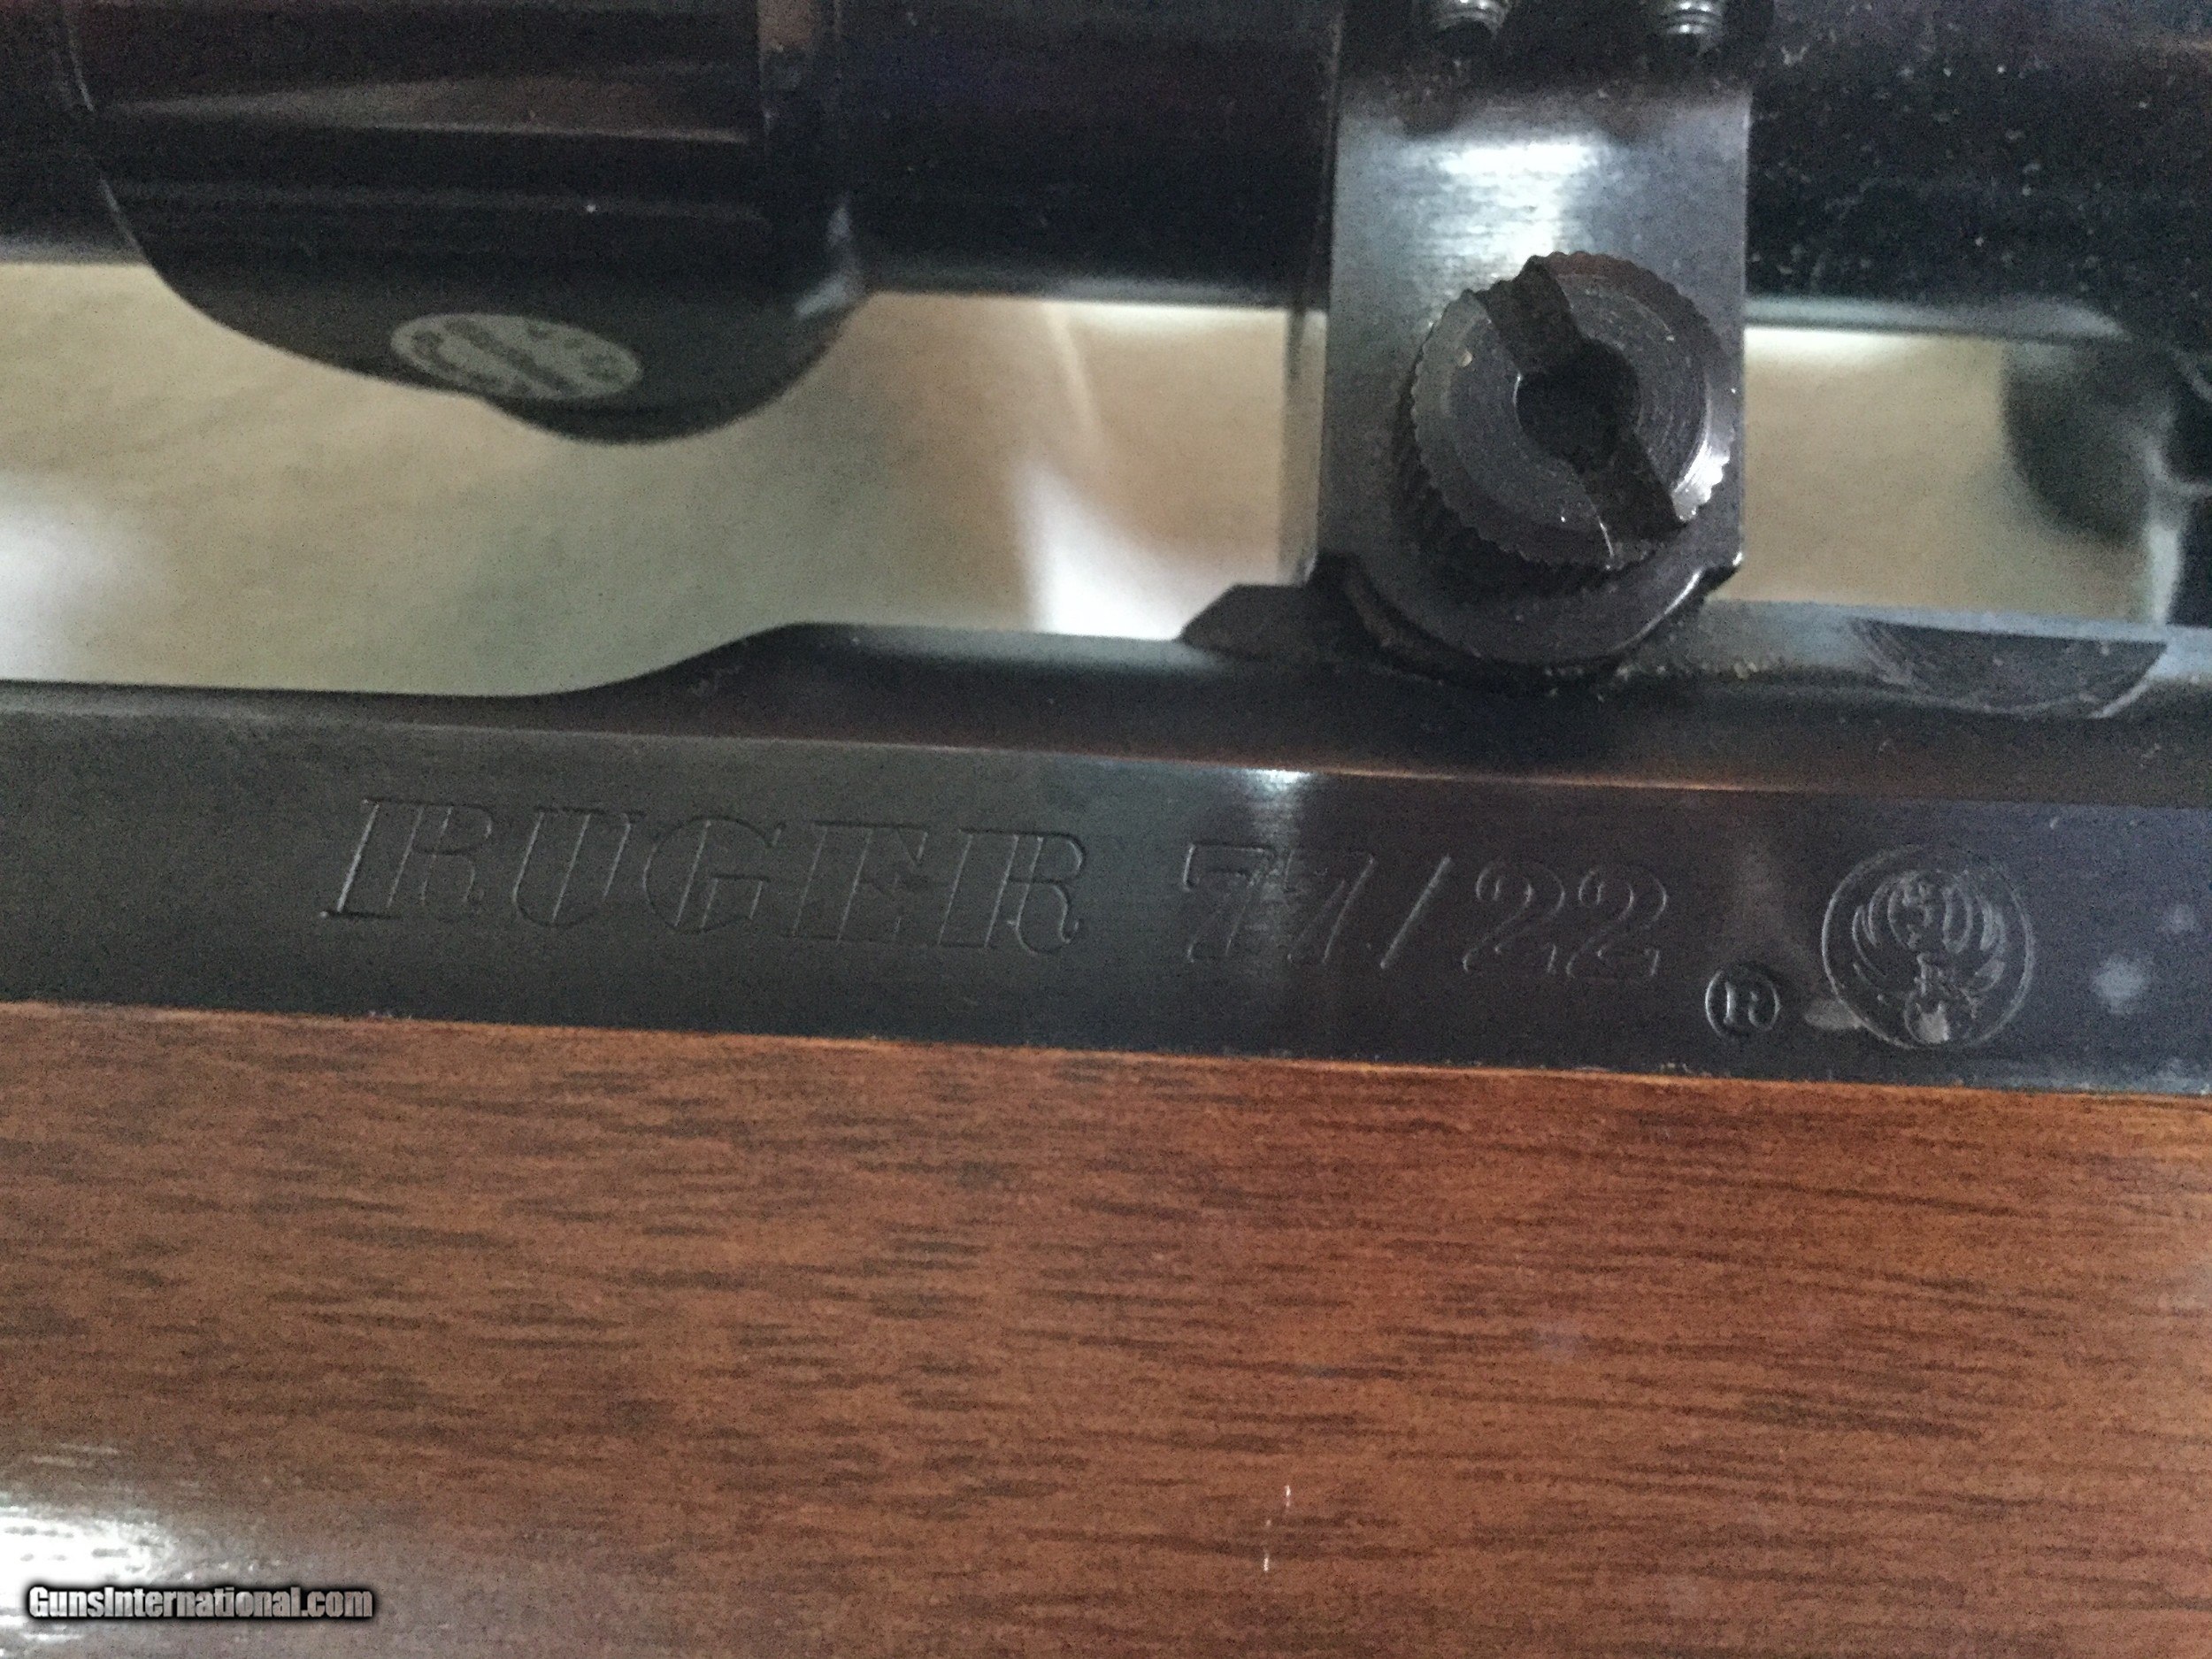 RUGER 77/22
®
GunsInternational.com